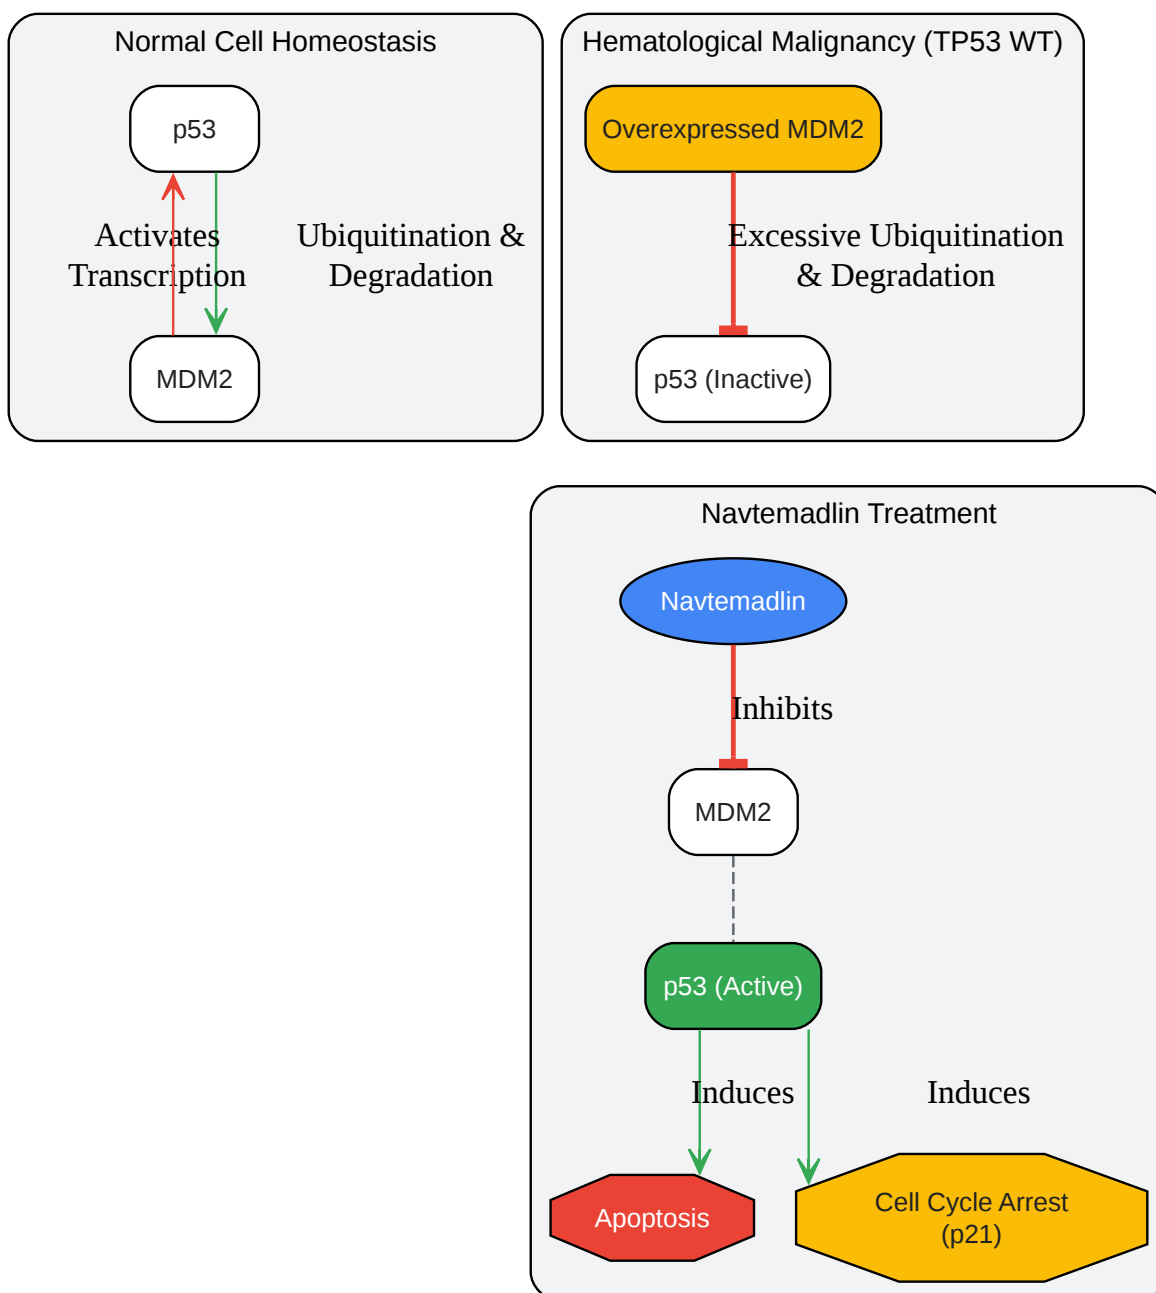 Normal Cell Homeostasis
p53
Activates
Transcription
Ubiquitination &
Degradation
MDM2
Hematological Malignancy (TP53 WT)
Overexpressed MDM2
Excessive Ubiquitination
& Degradation
p53 (Inactive)
Navtemadlin Treatment
Navtemadlin
Inhibits
MDM2
p53 (Active)
Induces
Induces
Apoptosis
Cell Cycle Arrest
(p21)